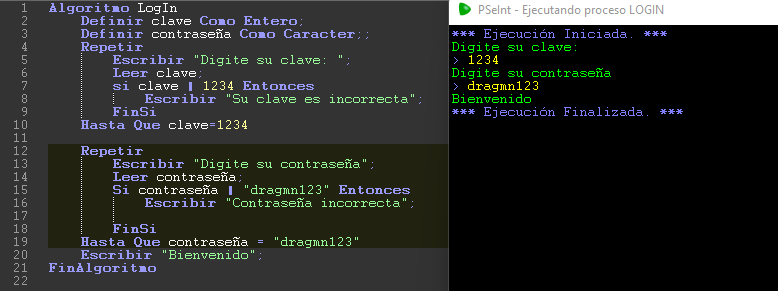 1 Algoritmo LogIn
2 Definir clave Como Entero;
3 Definir contraseña Como Caracter;;
4 Repetir
5 Escribir "Digite su clave: ";
6 Leer clave;
7 si clave 1234 Entonces
8 Escribir "Su clave es incorrecta";
9 FinSi
10 Hasta Que clave=1234
11
12 Repetir
13 Escribir "Digite su contraseña";
14 Leer contraseña;
15 Si contraseña "dragmn123" Entonces
16 Escribir "Contraseña incorrecta";
17
18 FinSi
19 Hasta Que contraseña = "dragmn123"
20 Escribir "Bienvenido";
21 FinAlgoritmo
22
PSeInt - Ejecutando proceso LOGIN
*** Ejecución Iniciada. ***
Digite su clave:
> 1234
Digite su contraseña
> dragmn123
Bienvenido
*** Ejecución Finalizada. ***